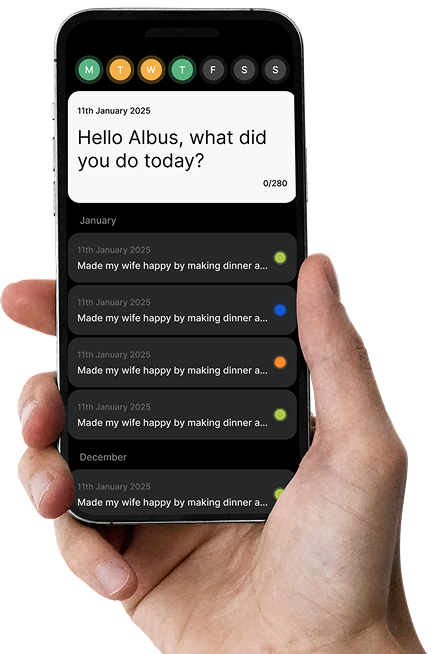 M T W T F S S
11th January 2025
Hello Albus, what did
you do today?
0/280
January
11th January 2025
Made my wife happy by making dinner a...
11th January 2025
Made my wife happy by making dinner a...
11th January 2025
Made my wife happy by making dinner a...
11th January 2025
Made my wife happy by making dinner a...
December
11th January 2025
Made my wife happy by making dinner a...